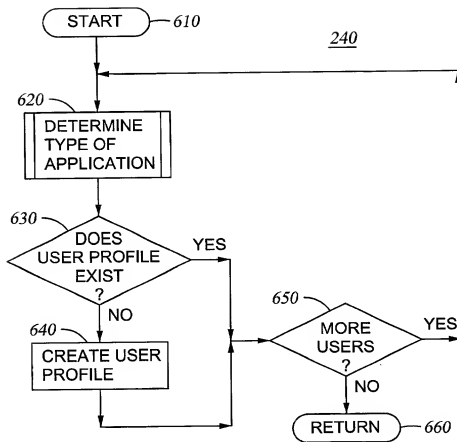 START
610
240
620
DETERMINE
TYPE OF
APPLICATION
630
DOES
USER PROFILE
EXIST
?
YES
NO
640
CREATE USER
PROFILE
650
MORE
USERS
?
YES
NO
RETURN
660